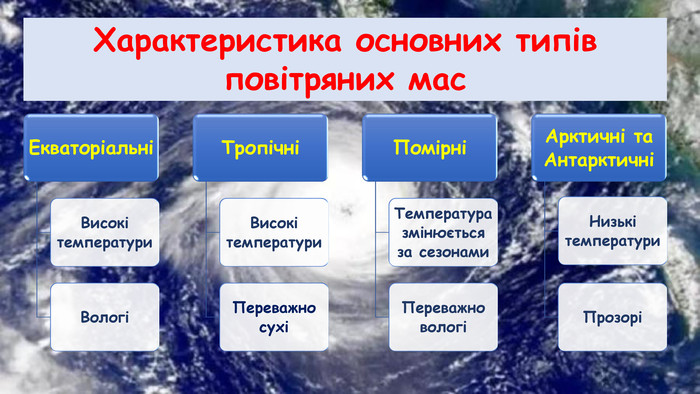 Характеристика основних типів
повітряних мас
Екваторіальні
Високі
температури
Вологі
Тропічні
Високі
температури
Переважно
сухі
Помірні
Температура
змінюється
за сезонами
Переважно
вологі
Арктичні та
Антарктичні
Низькі
температури
Прозорі